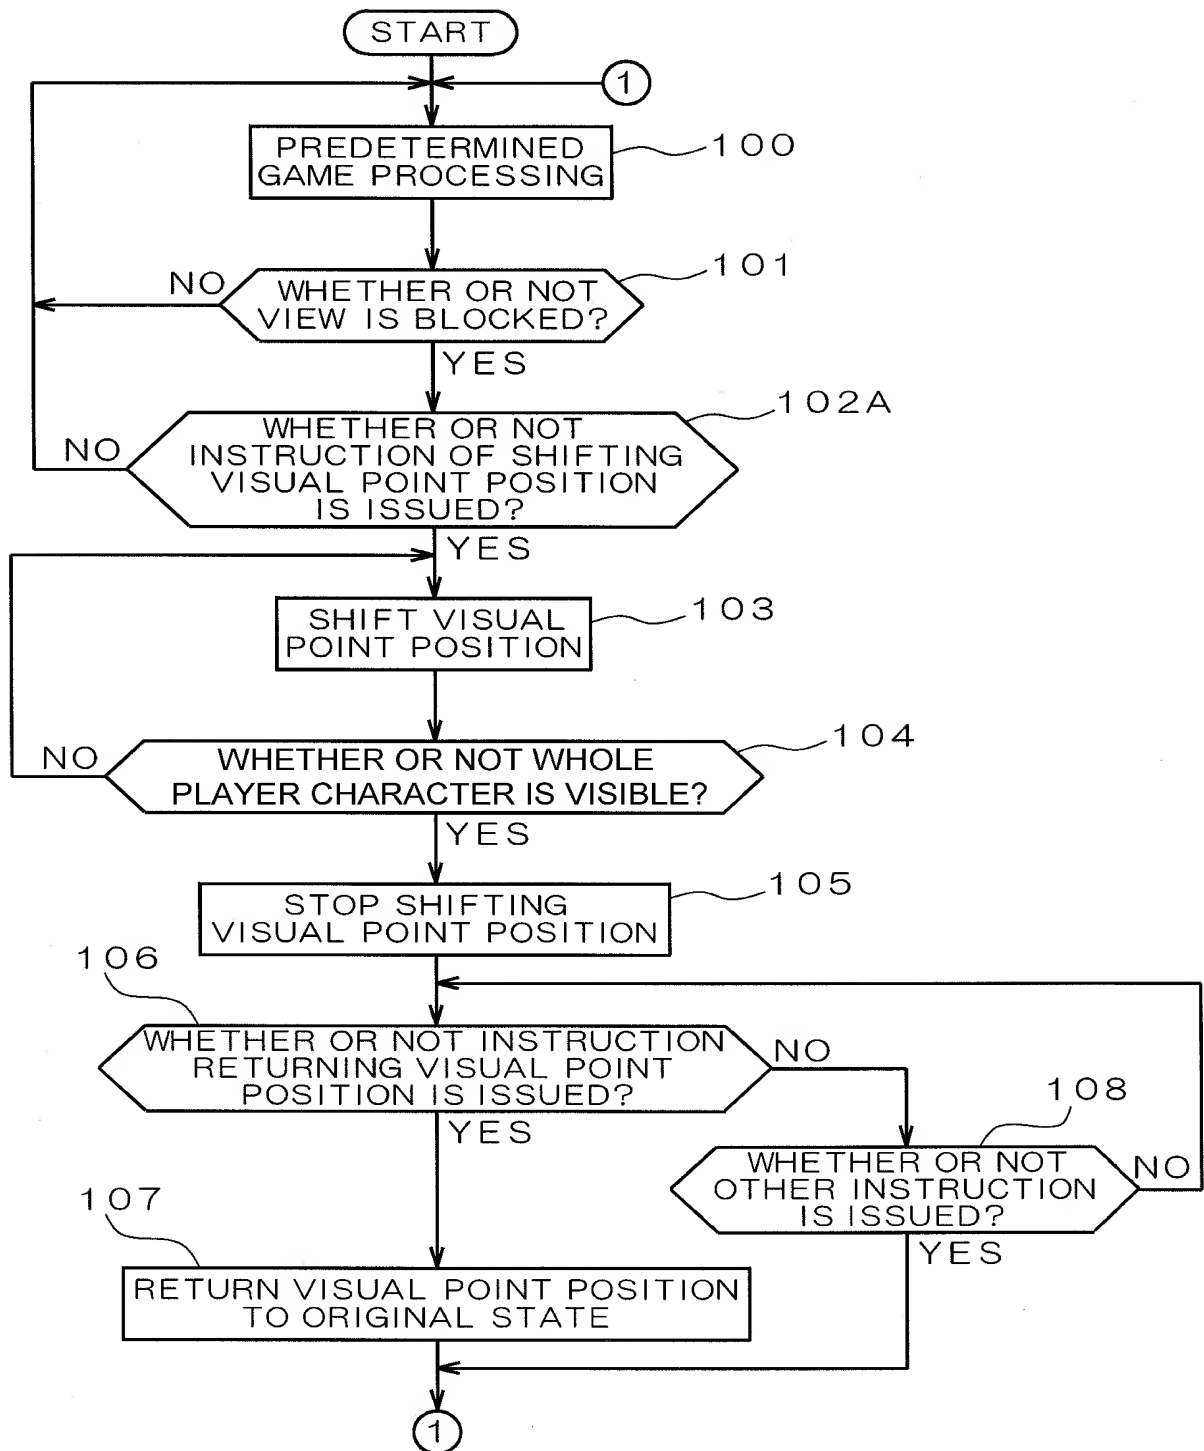 START
1
PREDETERMINED
GAME PROCESSING
100
101
NO
WHETHER OR NOT
VIEW IS BLOCKED?
YES
102A
NO
WHETHER OR NOT
INSTRUCTION OF SHIFTING
VISUAL POINT POSITION
IS ISSUED?
YES
SHIFT VISUAL
POINT POSITION
103
104
NO
WHETHER OR NOT WHOLE
PLAYER CHARACTER IS VISIBLE?
YES
105
STOP SHIFTING
VISUAL POINT POSITION
106
WHETHER OR NOT INSTRUCTION
RETURNING VISUAL POINT
POSITION IS ISSUED?
NO
YES
108
WHETHER OR NOT
OTHER INSTRUCTION
IS ISSUED?
NO
YES
107
RETURN VISUAL POINT POSITION
TO ORIGINAL STATE
1